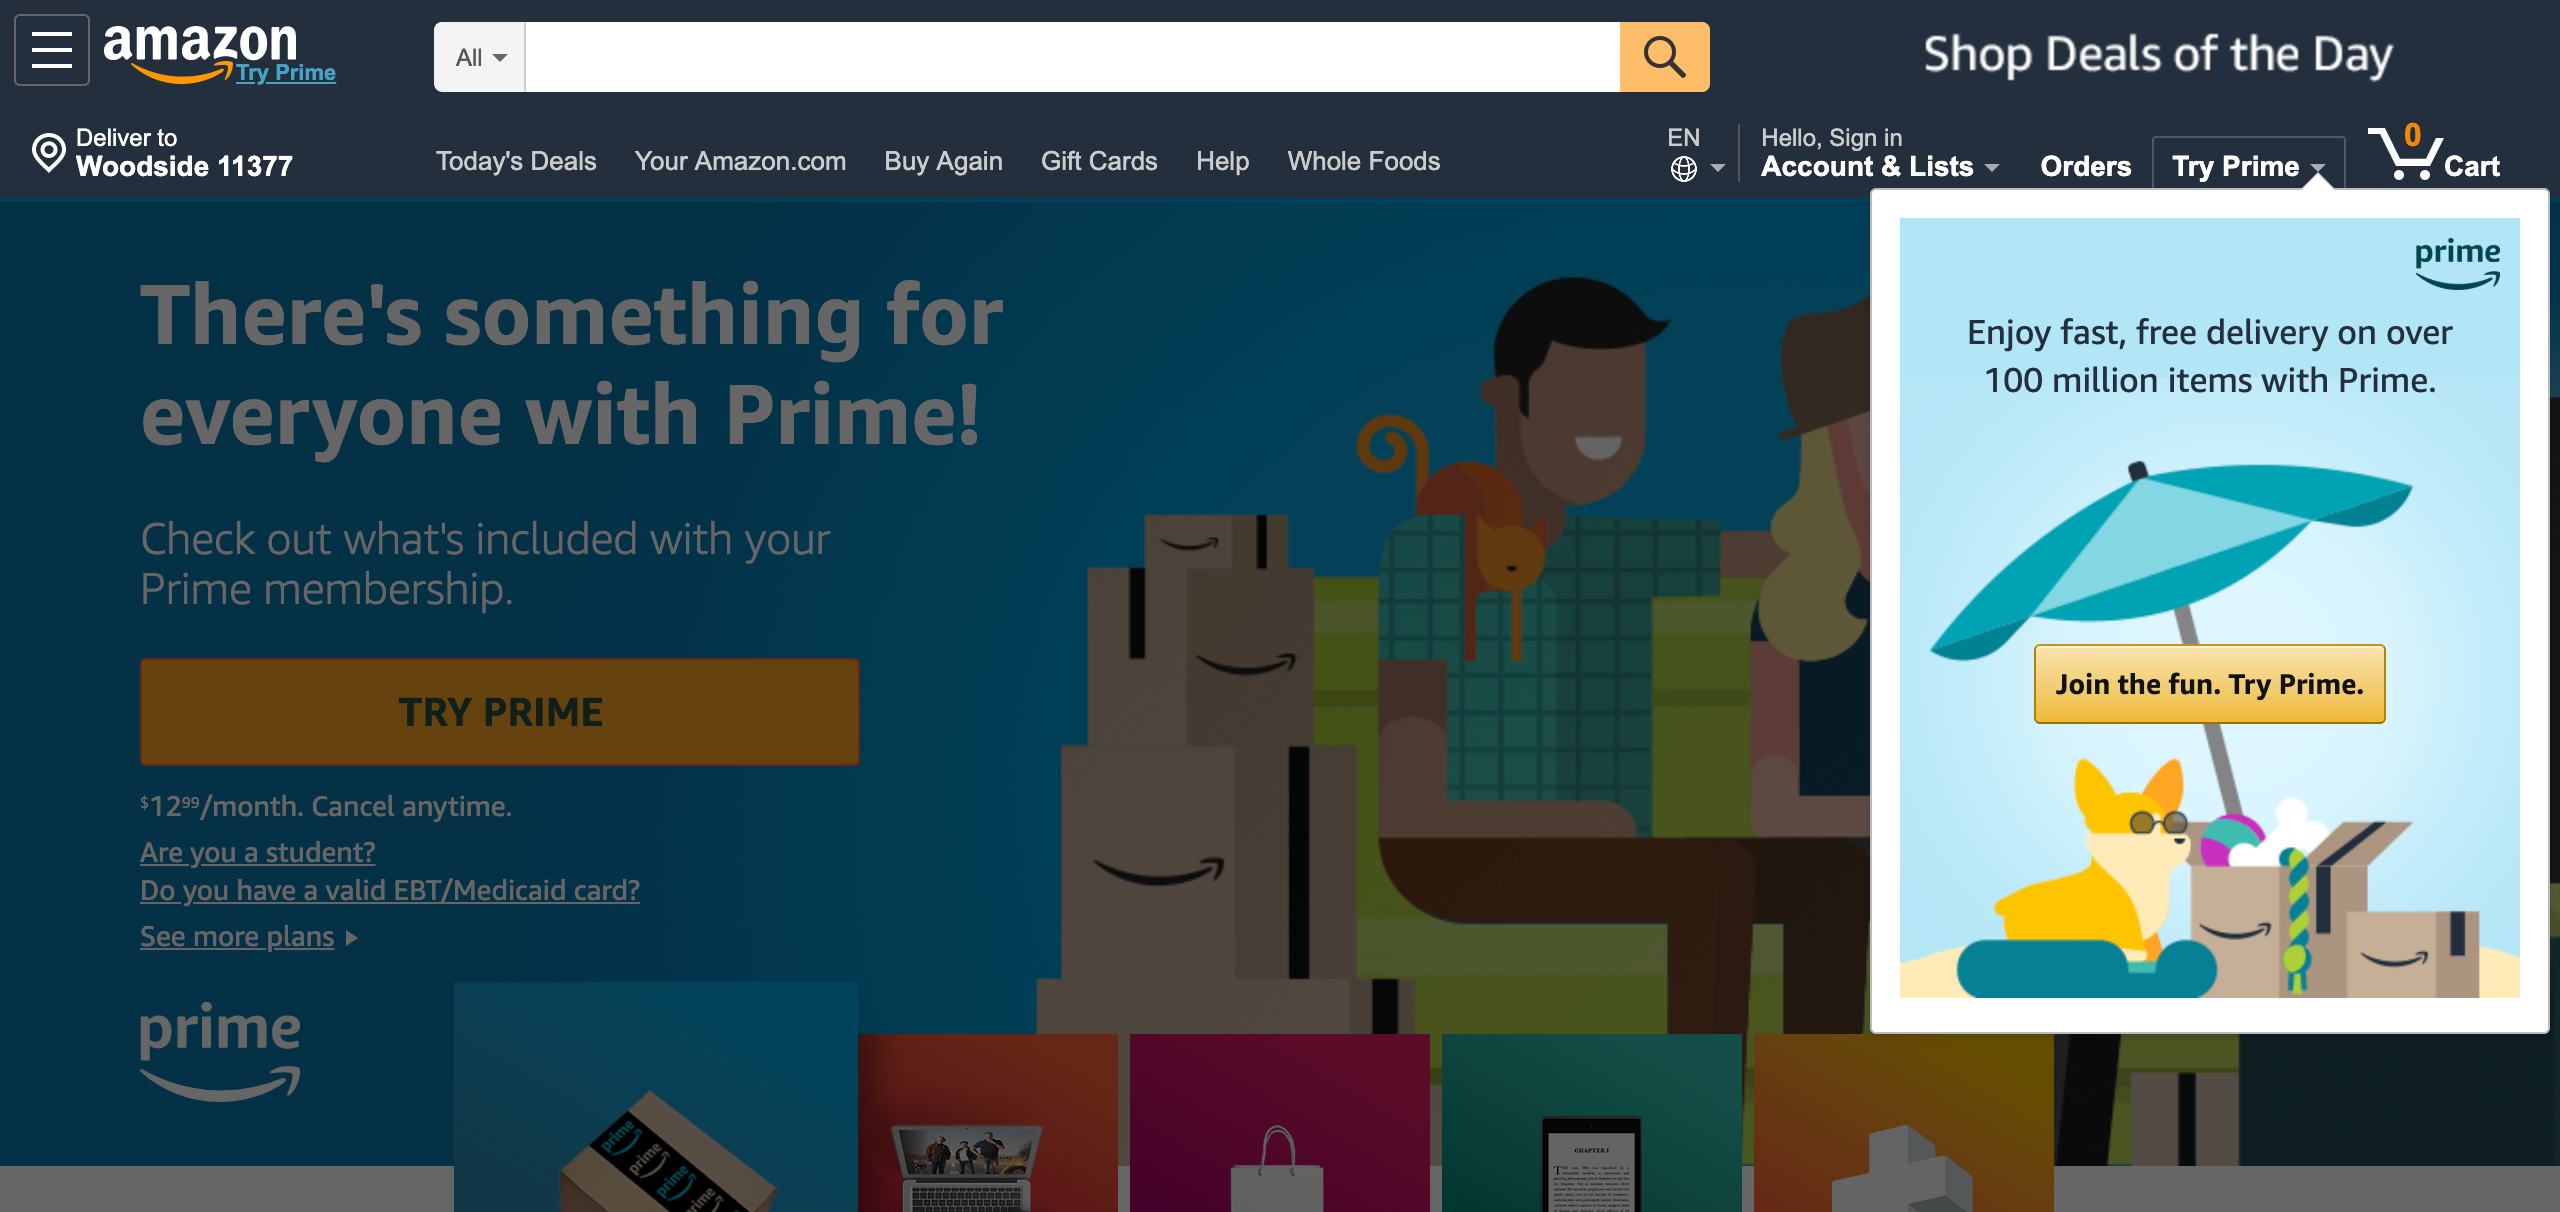 amazon
Try Prime
All
Shop Deals of the Day
Deliver to
Woodside 11377
Today's Deals
Your Amazon.com
Buy Again
Gift Cards
Help
Whole Foods
EN
Hello, Sign in
Account & Lists
Orders
Try Prime
0
Cart
There's something for
everyone with Prime!
Check out what's included with your
Prime membership.
TRY PRIME
$12.99/month. Cancel anytime.
Are you a student?
Do you have a valid EBT/Medicaid card?
See more plans
prime
prime
Enjoy fast, free delivery on over
100 million items with Prime.
Join the fun. Try Prime.
prime
prime
prime
prime
CHAPTER I